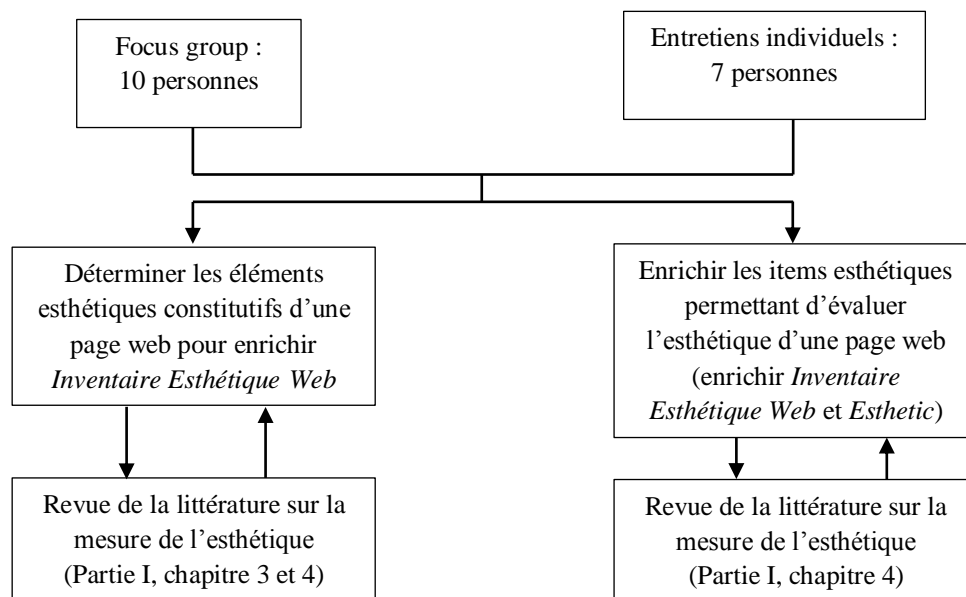 Focus group :
10 personnes
Entretiens individuels :
7 personnes
Déterminer les éléments
esthétiques constitutifs d’une
page web pour enrichir
Inventaire Esthétique Web
Enrichir les items esthétiques
permettant d’évaluer
l’esthétique d’une page web
(enrichir Inventaire
Esthétique Web et Esthetic)
Revue de la littérature sur la
mesure de l’esthétique
(Partie I, chapitre 3 et 4)
Revue de la littérature sur la
mesure de l’esthétique
(Partie I, chapitre 4)